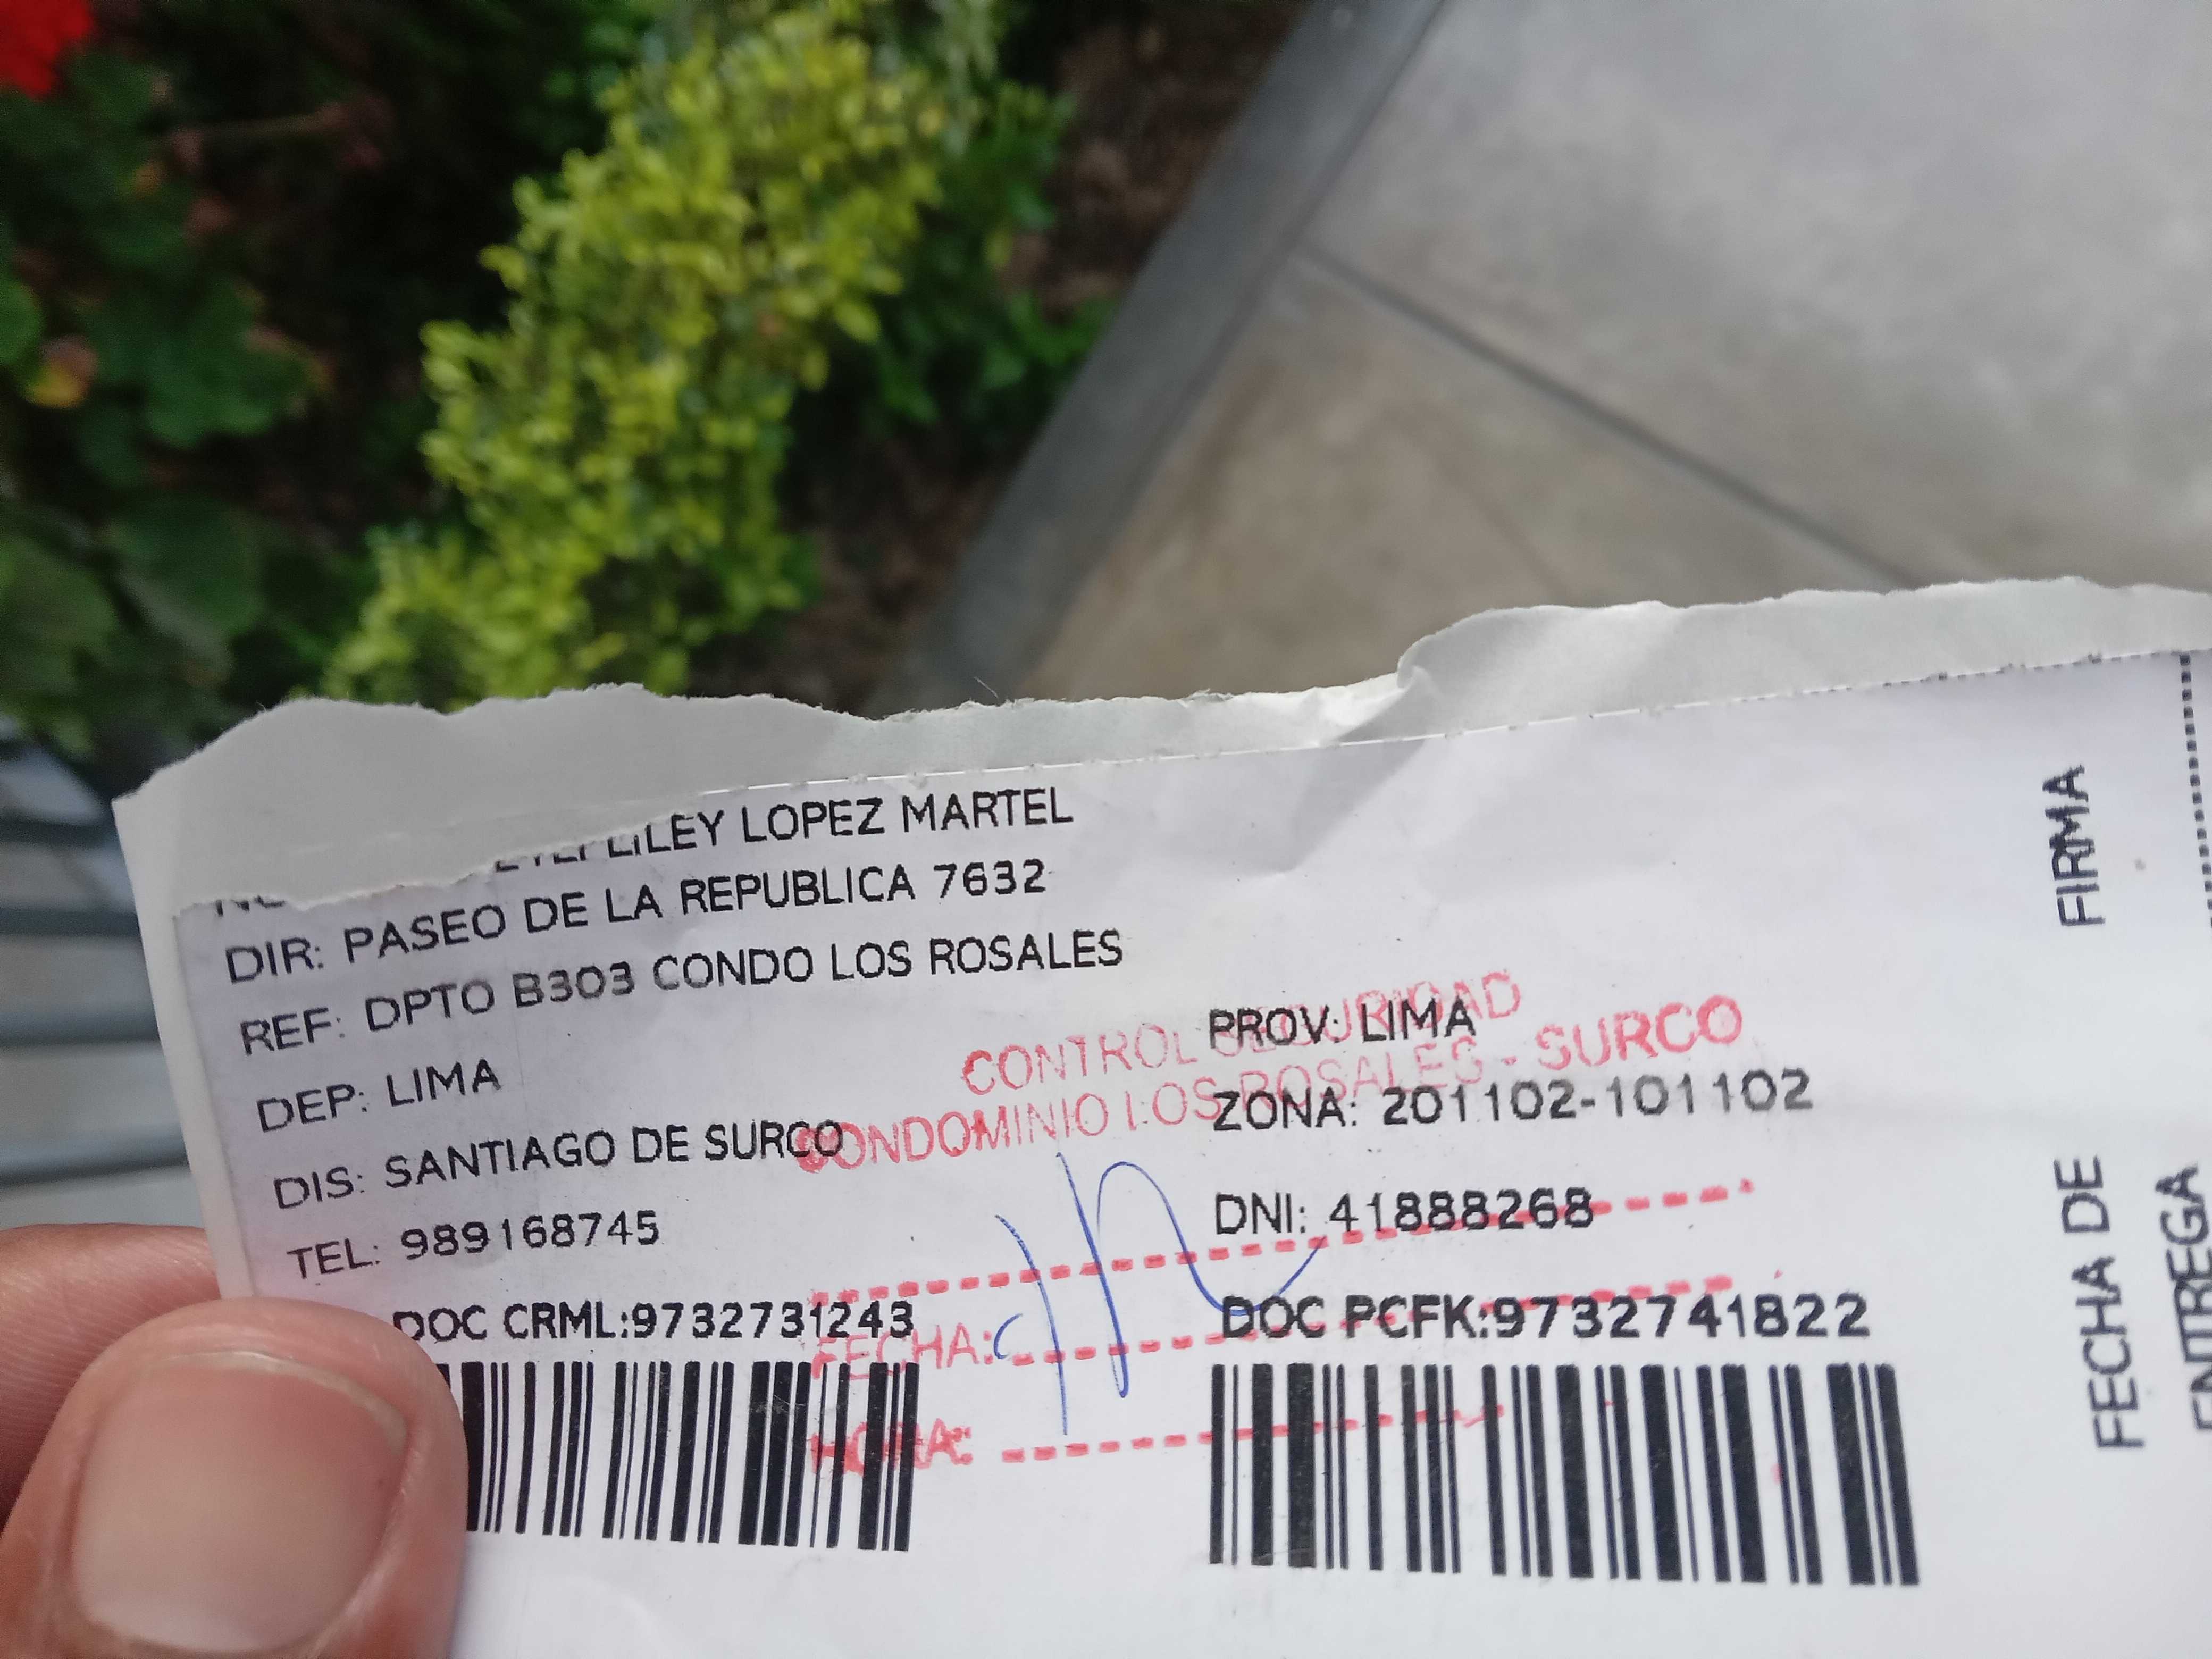 LILEY LOPEZ MARTEL
DIR: PASEO DE LA REPUBLICA 7632
REF: DPTO B303 CONDO LOS ROSALES
DEP: LIMA
PROV: LIMA
DIS: SANTIAGO DE SURCO
ZONA: 201102-101102
TEL: 989168745
DNI: 41888268
DOC CRML:9732731243
DOC PCFK:9732741822
CONTROL SEGURIDAD
CONDOMINIO LOS ROSALES - SURCO
FECHA:
HORA:
FIRMA
FECHA DE
ENTREGA